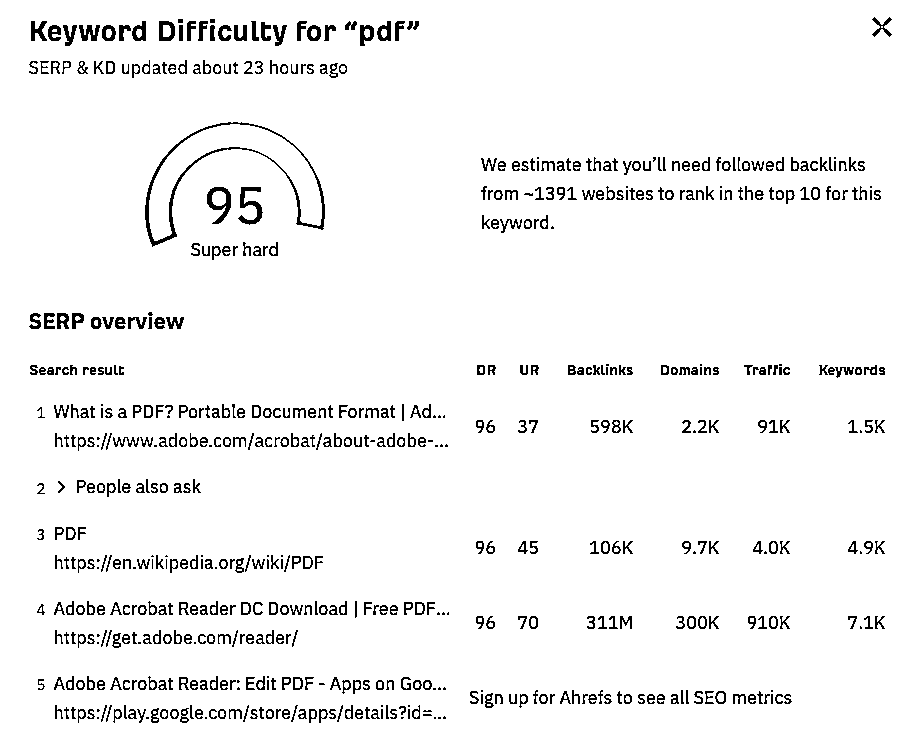 Keyword Difficulty for “pdf”
SERP & KD updated about 23 hours ago
95
Super hard
We estimate that you’ll need followed backlinks
from ~1391 websites to rank in the top 10 for this
keyword.
SERP overview
Search result DR UR Backlinks Domains Traffic Keywords
1 What is a PDF? Portable Document Format | Ad...
https://www.adobe.com/acrobat/about-adobe-...
96 37 598K 2.2K 91K 1.5K
2 > People also ask
3 PDF
https://en.wikipedia.org/wiki/PDF
96 45 106K 9.7K 4.0K 4.9K
4 Adobe Acrobat Reader DC Download | Free PDF...
https://get.adobe.com/reader/
96 70 311M 300K 910K 7.1K
5 Adobe Acrobat Reader: Edit PDF - Apps on Goo...
https://play.google.com/store/apps/details?id=...
Sign up for Ahrefs to see all SEO metrics